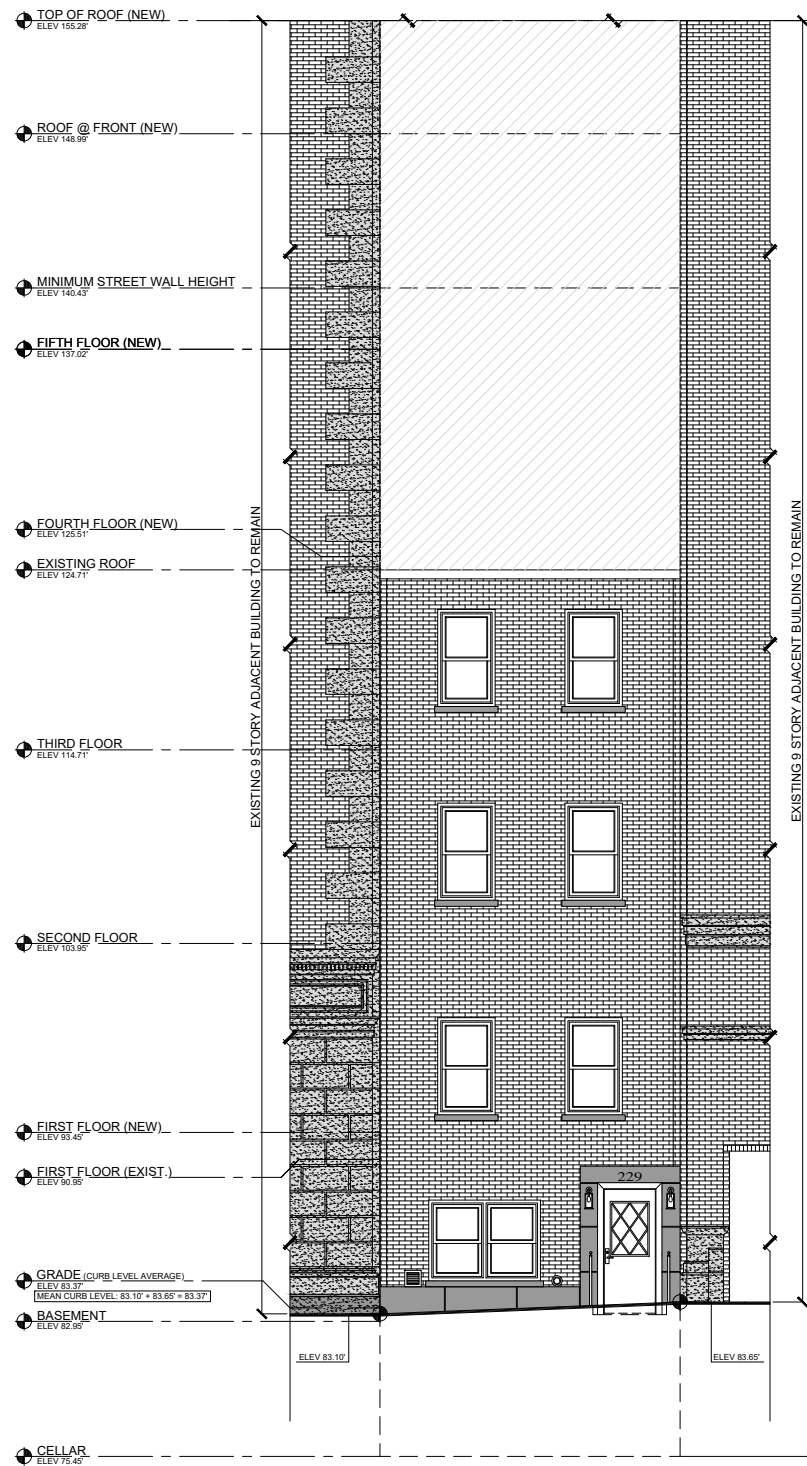 TOP OF ROOF (NEW)
ELEV 155.28'
ROOF @ FRONT (NEW)
ELEV 148.99'
MINIMUM STREET WALL HEIGHT
ELEV 140.43'
FIFTH FLOOR (NEW)
ELEV 137.02'
FOURTH FLOOR (NEW)
ELEV 125.51'
EXISTING ROOF
ELEV 124.71'
EXISTING 9 STORY ADJACENT BUILDING TO REMAIN
EXISTING 9 STORY ADJACENT BUILDING TO REMAIN
THIRD FLOOR
ELEV 114.71'
SECOND FLOOR
ELEV 103.95'
FIRST FLOOR (NEW)
ELEV 93.45'
FIRST FLOOR (EXIST.)
ELEV 90.95'
229
GRADE (CURB LEVEL AVERAGE)
ELEV 83.37'
MEAN CURB LEVEL: 83.10' + 83.65' = 83.37'
BASEMENT
ELEV 82.95'
ELEV 83.10'
ELEV 83.65'
CELLAR
ELEV 75.45'